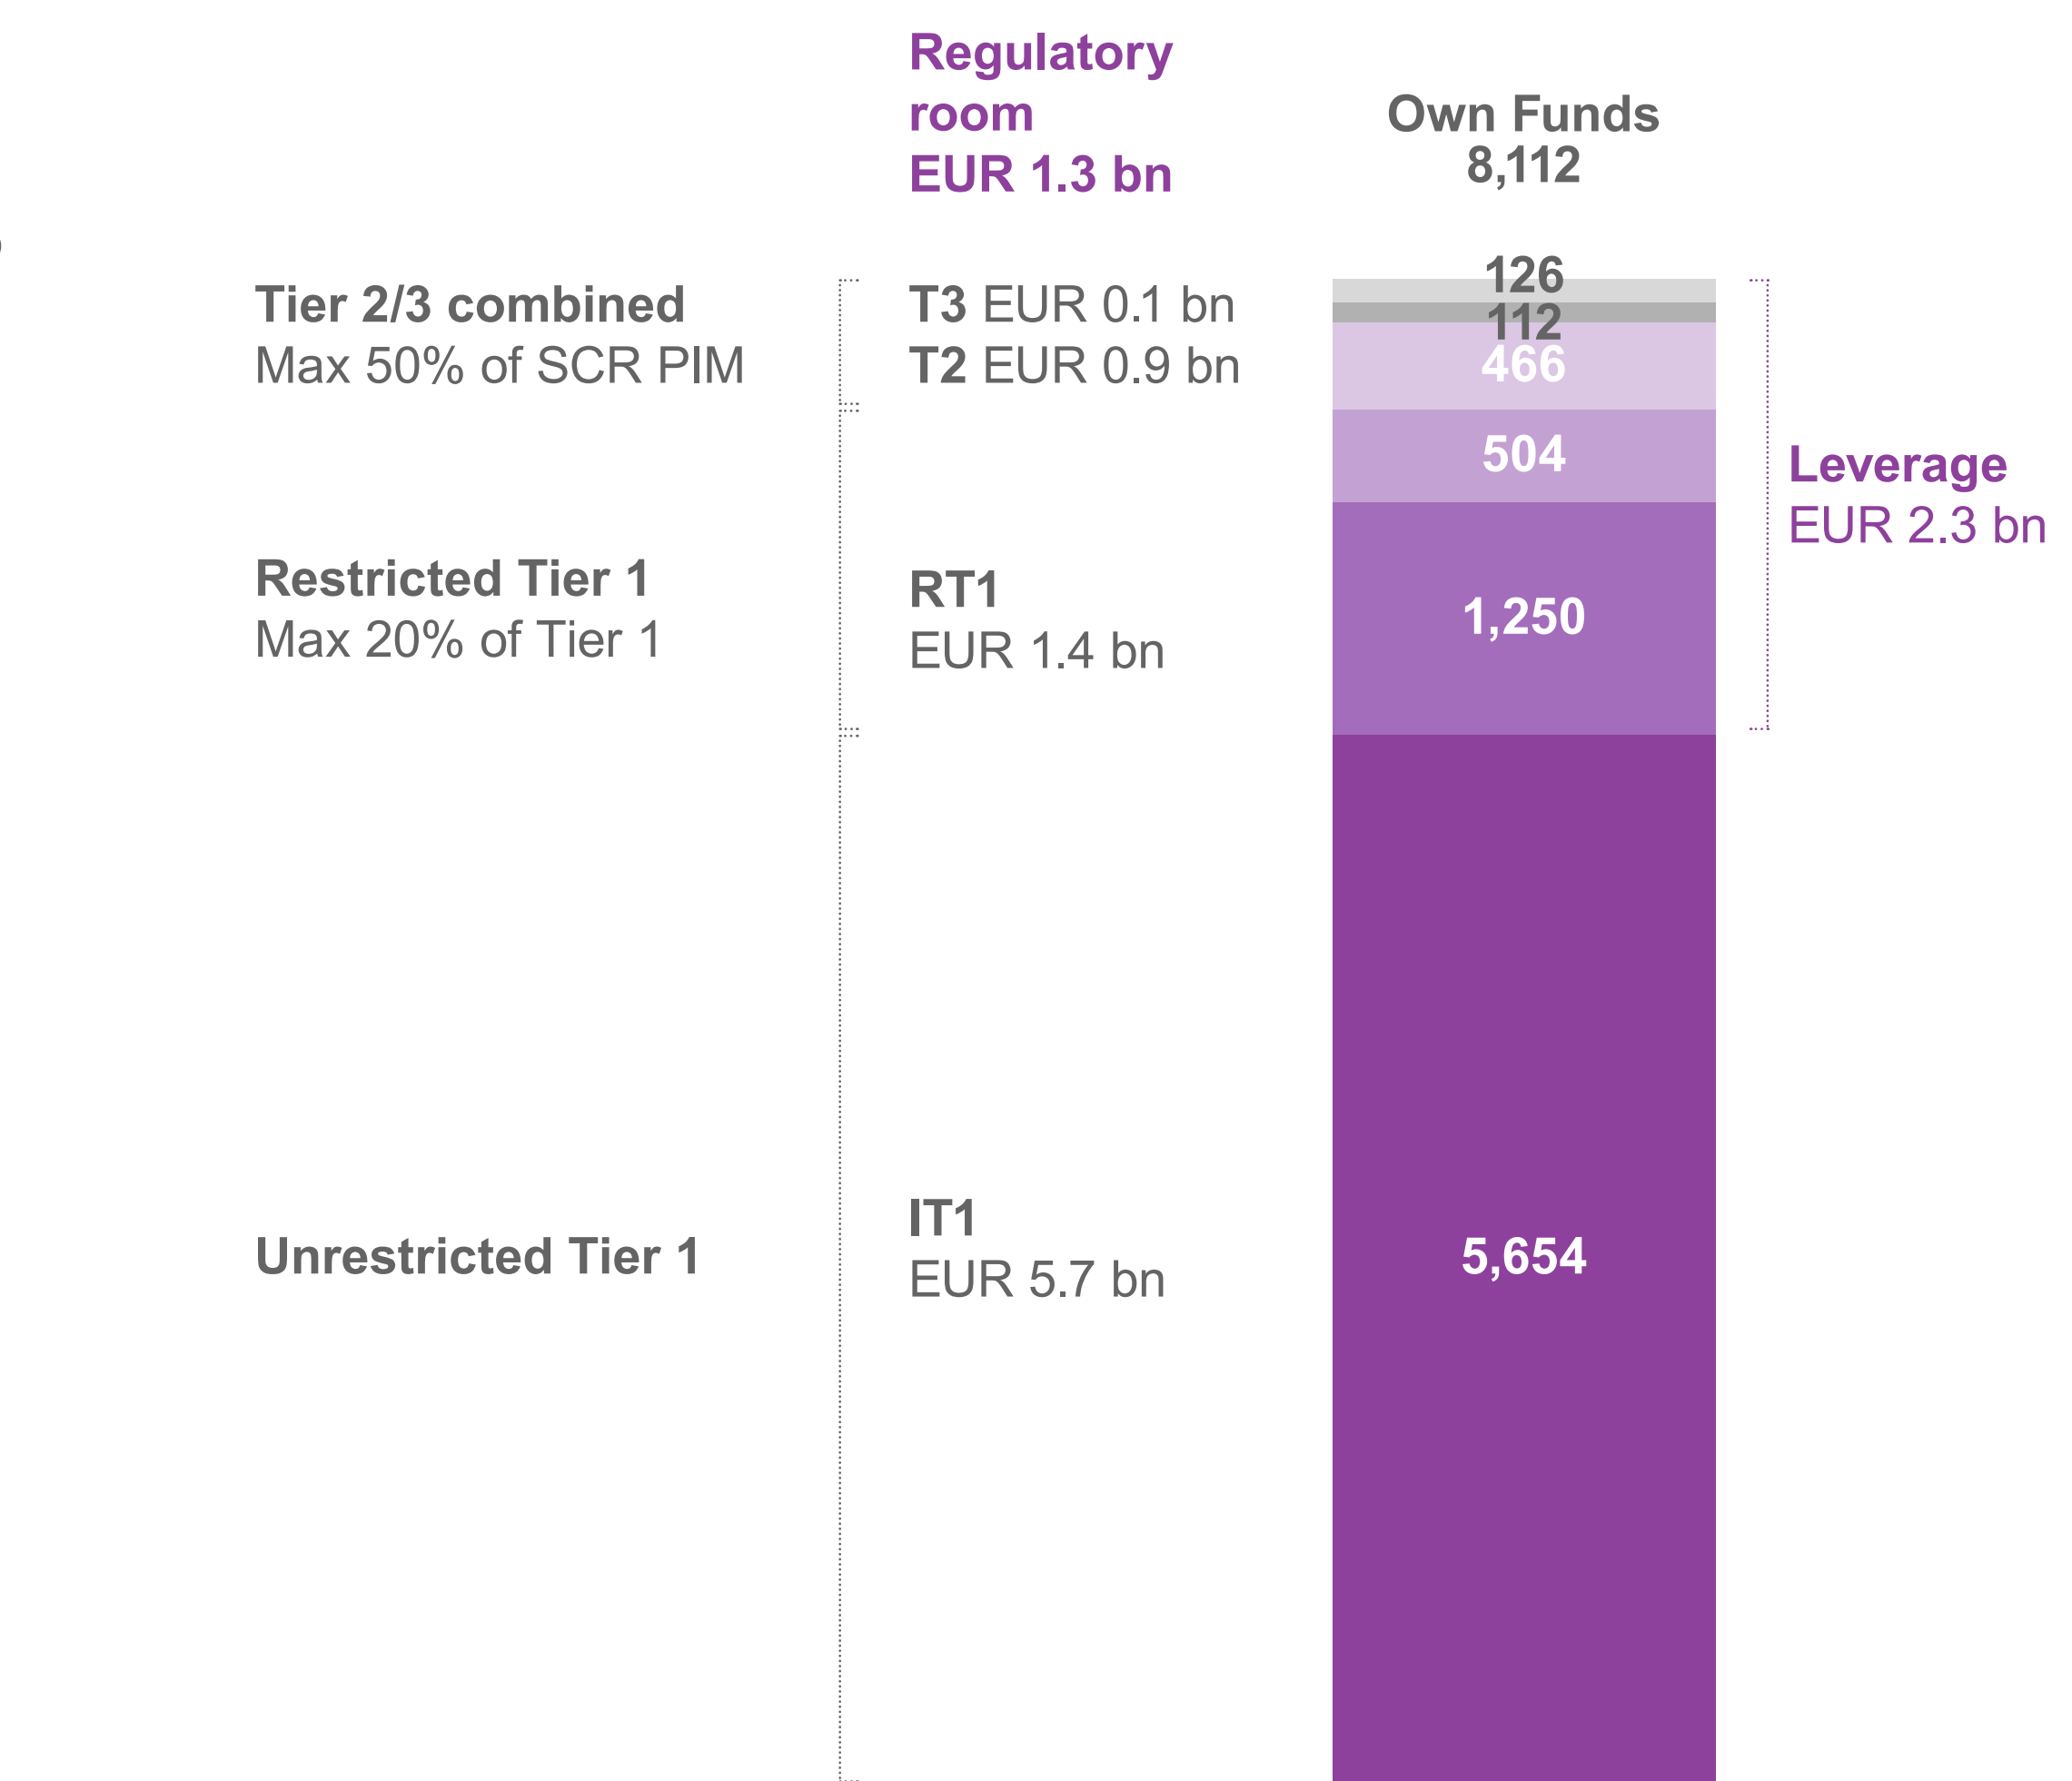 Regulatory
room
EUR 1.3 bn
Own Funds
8,112
Tier 2/3 combined
Max 50% of SCR PIM
T3 EUR 0.1 bn
T2 EUR 0.9 bn
126
112
466
504
Leverage
EUR 2.3 bn
Restricted Tier 1
Max 20% of Tier 1
RT1
EUR 1.4 bn
1,250
Unrestricted Tier 1
IT1
EUR 5.7 bn
5,654